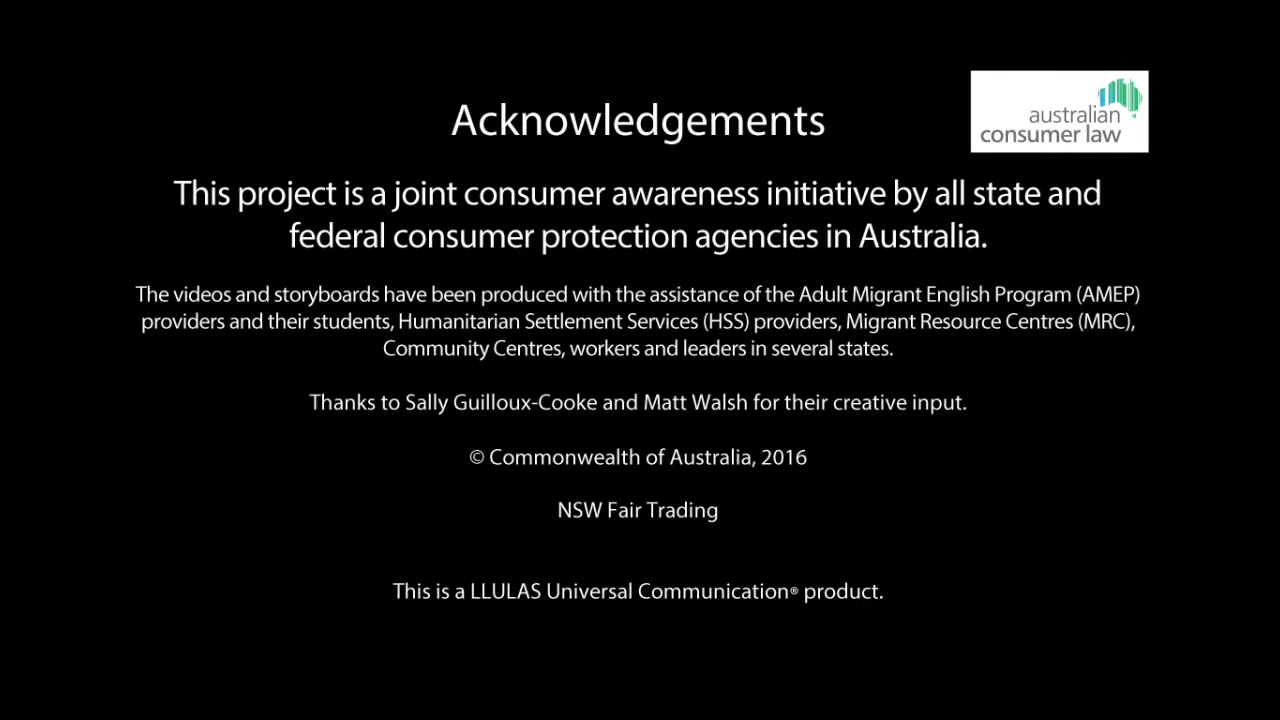 Acknowledgements
australian
consumer law
This project is a joint consumer awareness initiative by all state and
federal consumer protection agencies in Australia.
The videos and storyboards have been produced with the assistance of the Adult Migrant English Program (AMEP)
providers and their students, Humanitarian Settlement Services (HSS) providers, Migrant Resource Centres (MRC),
Community Centres, workers and leaders in several states.
Thanks to Sally Guilloux-Cooke and Matt Walsh for their creative input.
© Commonwealth of Australia, 2016
NSW Fair Trading
This is a LLULAS Universal Communication® product.